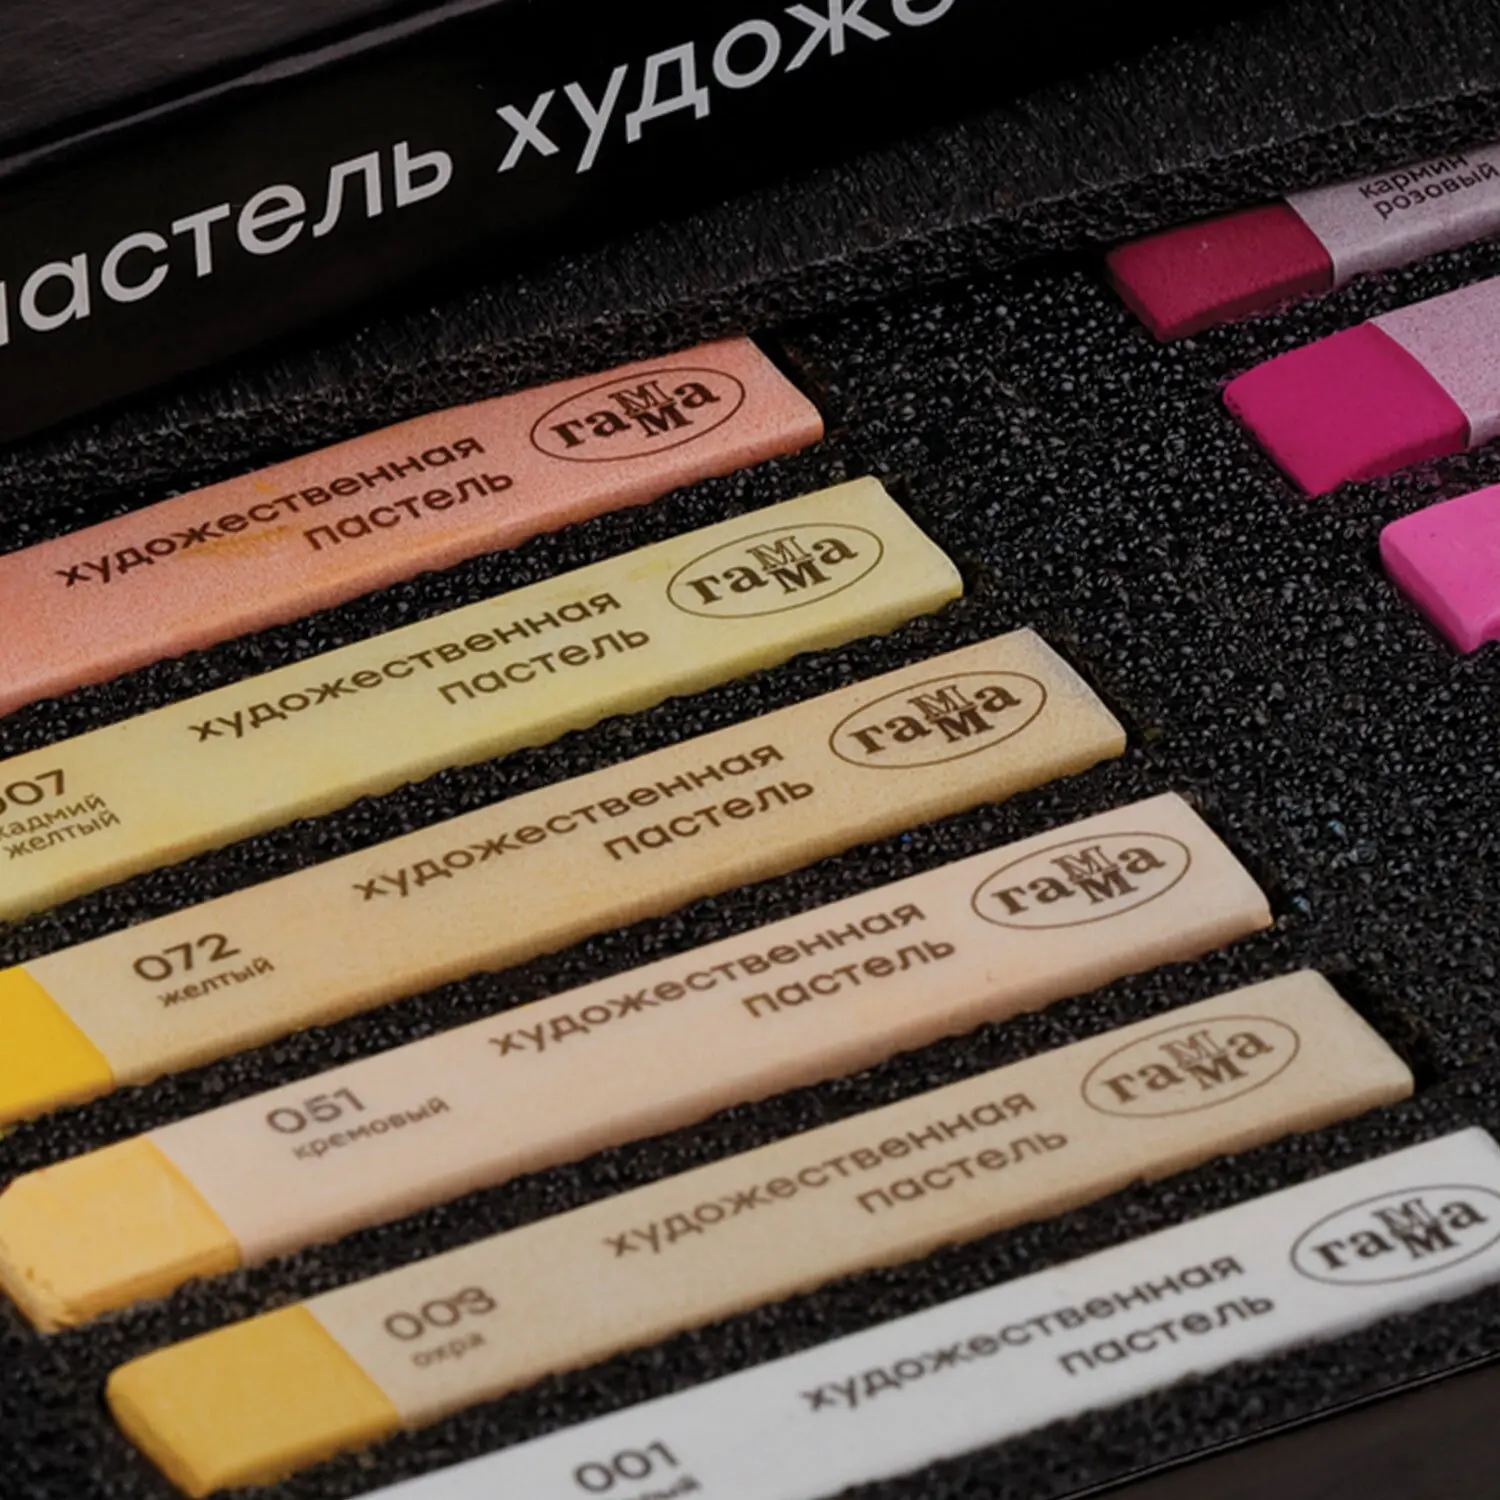 пастель художе
кармин
розовый
гамма
художественная
пастель
гамма
художественная
пастель
007
кадмий
желтый
гамма
художественная
пастель
072
желтый
гамма
художественная
пастель
051
кремовый
гамма
художественная
пастель
003
охра
гамма
художественная
пастель
001